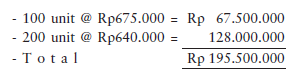 - 100 unit @ Rp675.000 = Rp 67.500.000
- 200 unit @ Rp640.000 = 128.000.000
- T o t a l Rp 195.500.000